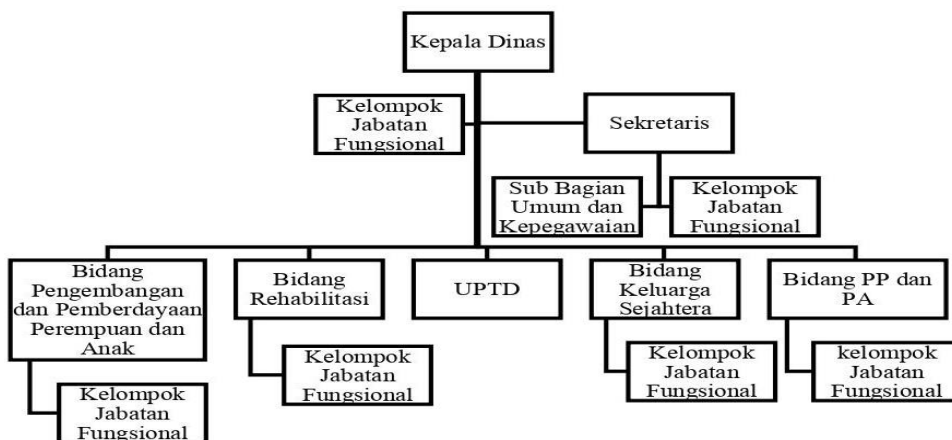 Kepala Dinas
Kelompok
Jabatan
Fungsional
Sekretaris
Sub Bagian
Umum dan
Kepegawaian
Kelompok
Jabatan
Fungsional
Bidang
Pengembangan
dan Pemberdayaan
Perempuan dan
Anak
Bidang
Rehabilitasi
UPTD
Bidang
Keluarga
Sejahtera
Bidang PP dan
PA
Kelompok
Jabatan
Fungsional
Kelompok
Jabatan
Fungsional
Kelompok
Jabatan
Fungsional
kelompok
Jabatan
Fungsional